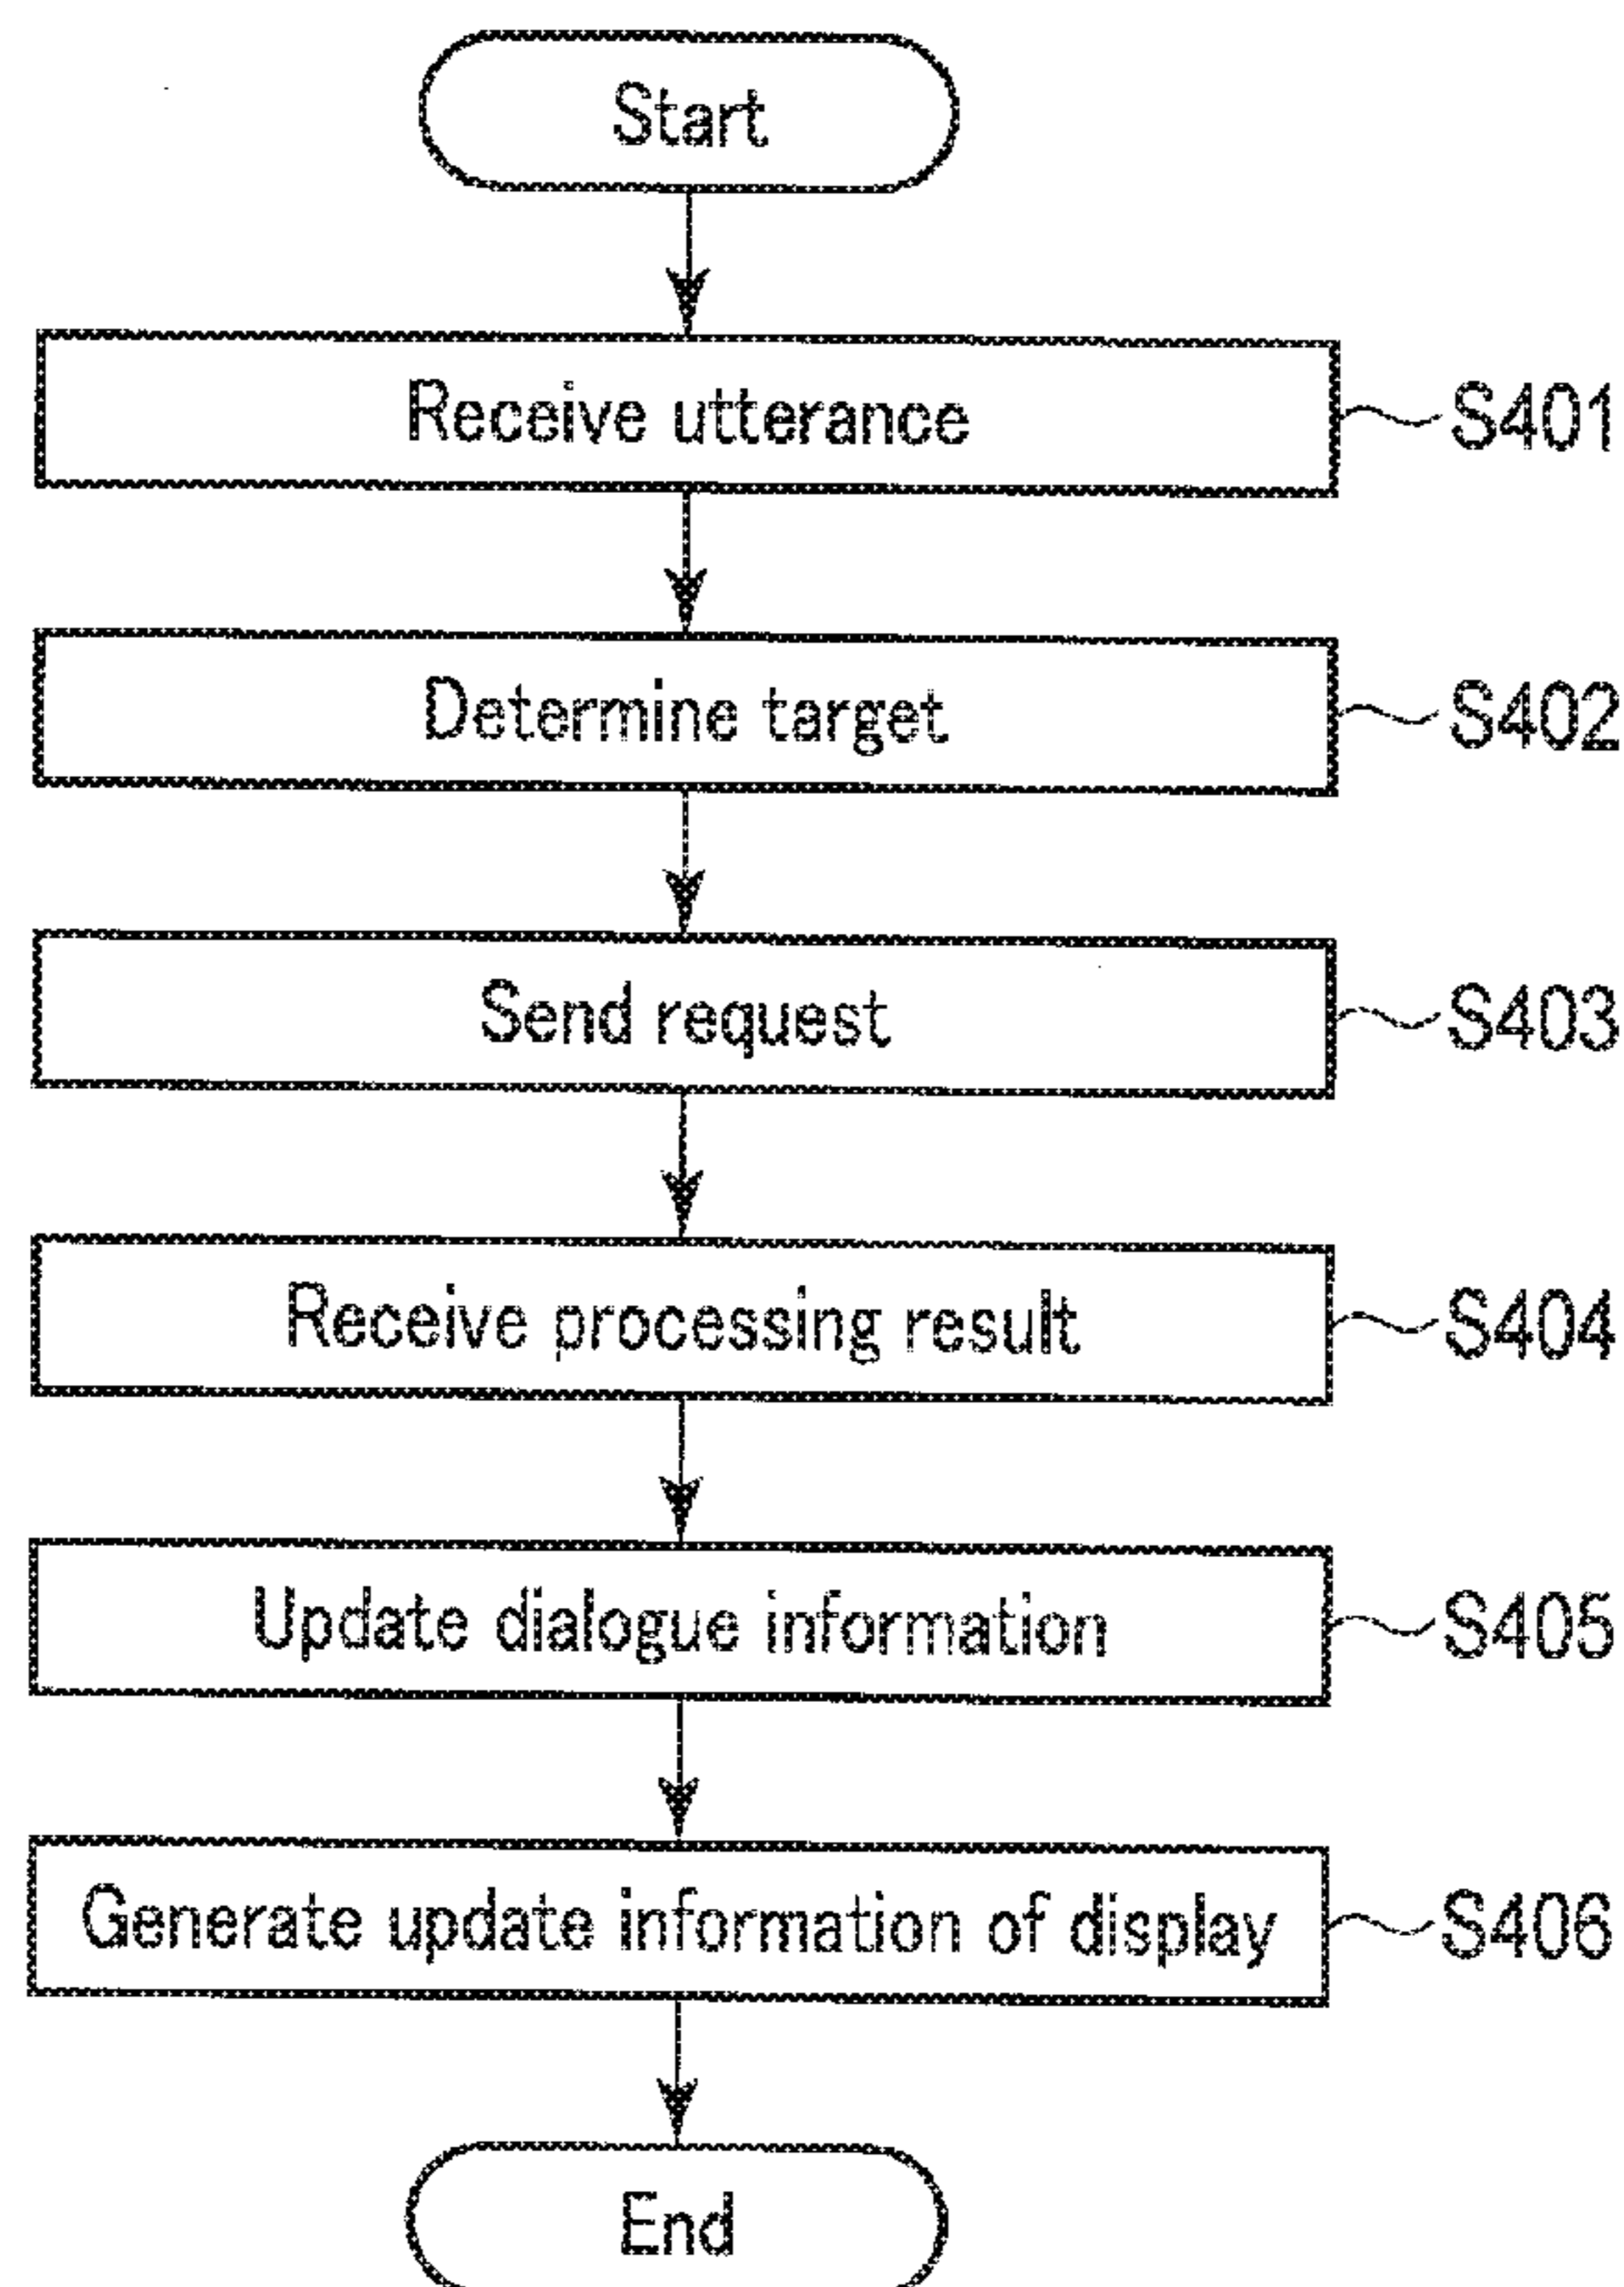 Start
Receive utterance
S401
Determine target
S402
Send request
S403
Receive processing result
S404
Update dialogue information
S405
Generate update information of display
S406
End